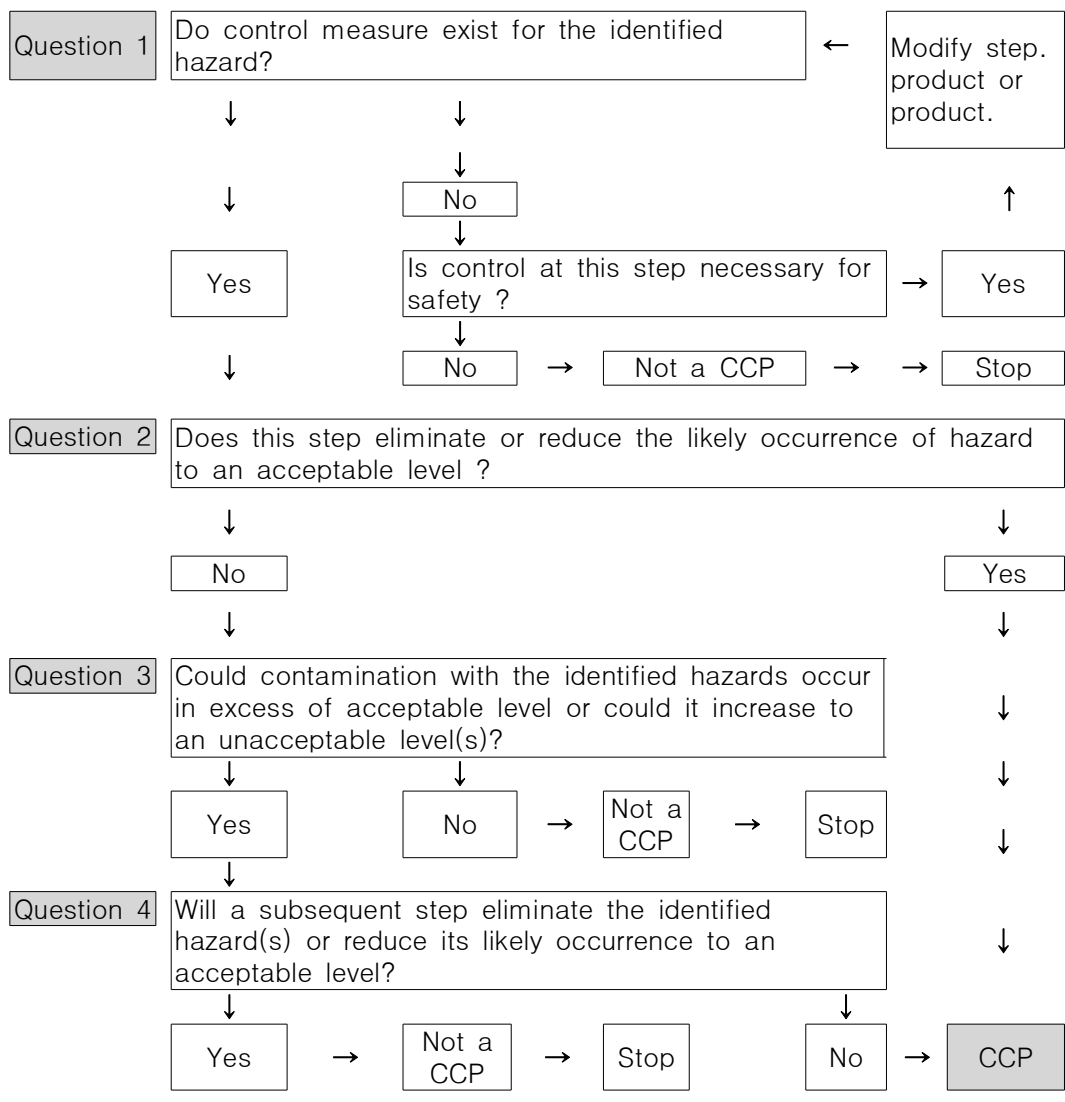 Question 1
Do control measure exist for the identified
hazard?
←
Modify step.
product or
product.
↓ ↓
↓
↓ No ↑
↓
Yes
Is control at this step necessary for
safety ?
→ Yes
↓
↓ No → Not a CCP → → Stop
Question 2
Does this step eliminate or reduce the likely occurrence of hazard
to an acceptable level ?
↓ ↓
No Yes
↓ ↓
Question 3
Could contamination with the identified hazards occur
in excess of acceptable level or could it increase to
an unacceptable level(s)?
↓
↓ ↓ ↓
Yes No →
Not a
CCP
→ Stop ↓
↓
Question 4
Will a subsequent step eliminate the identified
hazard(s) or reduce its likely occurrence to an
acceptable level?
↓
↓ ↓
Yes →
Not a
CCP
→ Stop No → CCP